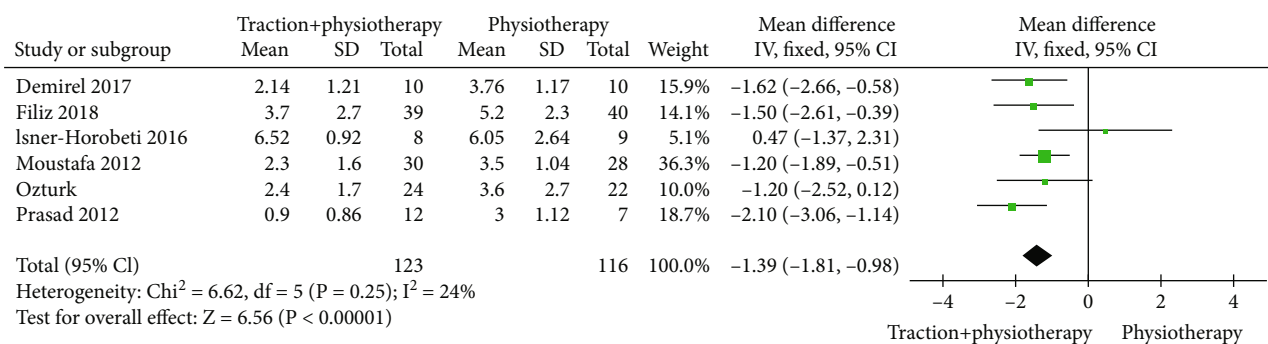 Traction+physiotherapy Physiotherapy Mean difference Mean difference
Study or subgroup Mean SD Total Mean SD Total Weight IV, fixed, 95% CI IV, fixed, 95% CI
Demirel 2017 2.14 1.21 10 3.76 1.17 10 15.9% −1.62 (−2.66, −0.58)
Filiz 2018 3.7 2.7 39 5.2 2.3 40 14.1% −1.50 (−2.61, −0.39)
lsner-Horobeti 2016 6.52 0.92 8 6.05 2.64 9 5.1% 0.47 (−1.37, 2.31)
Moustafa 2012 2.3 1.6 30 3.5 1.04 28 36.3% −1.20 (−1.89, −0.51)
Ozturk 2.4 1.7 24 3.6 2.7 22 10.0% −1.20 (−2.52, 0.12)
Prasad 2012 0.9 0.86 12 3 1.12 7 18.7% −2.10 (−3.06, −1.14)
Total (95% Cl) 123 116 100.0% −1.39 (−1.81, −0.98)
Heterogeneity: Chi² = 6.62, df = 5 (P = 0.25); I² = 24%
Test for overall effect: Z = 6.56 (P < 0.00001)
−4 −2 0 2 4
Traction+physiotherapy Physiotherapy